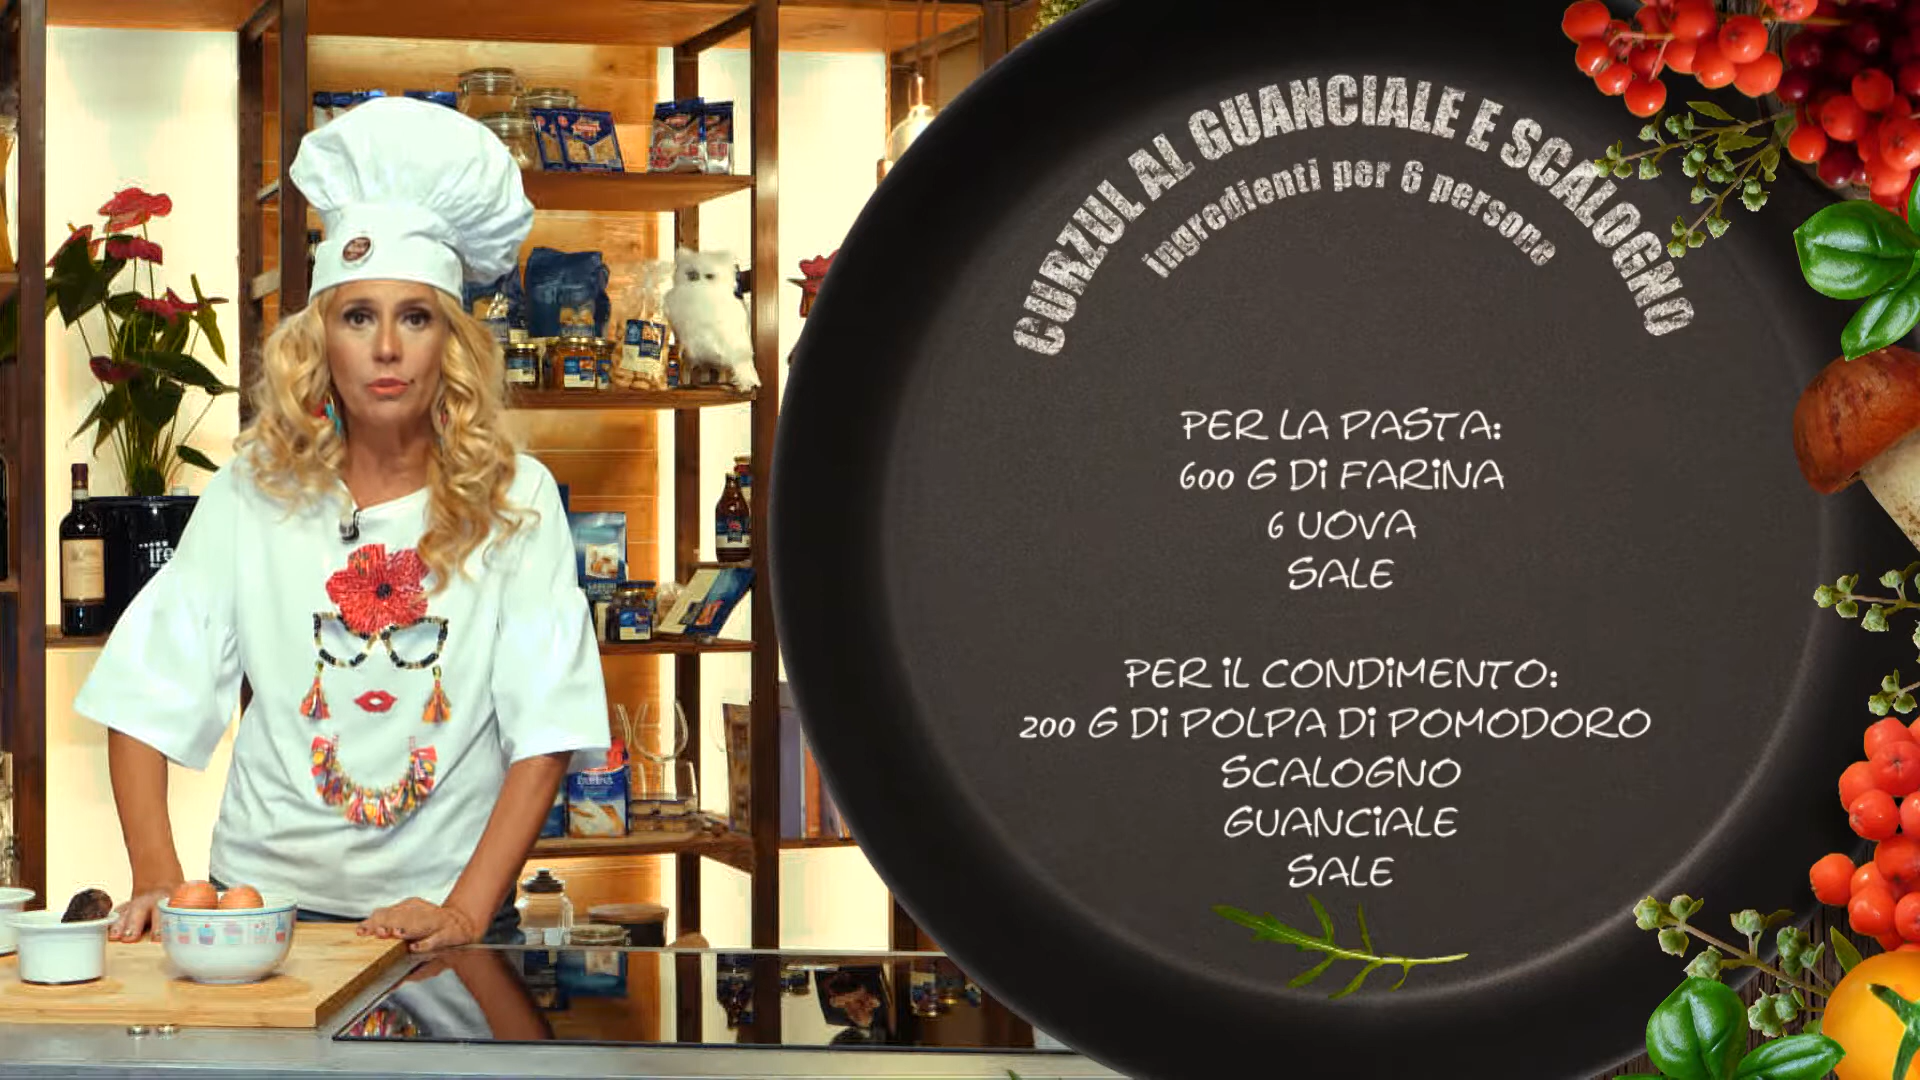 CURZUL AL GUANCIALE E SCALOGNO
ingredienti per 6 persone
PER LA PASTA:
600 G Di FARiNA
6 UOVA
SALE
PER iL CONDiMENTO:
200 G Di POLPA Di POMODORO
SCALOGNO
GUANCiALE
SALE